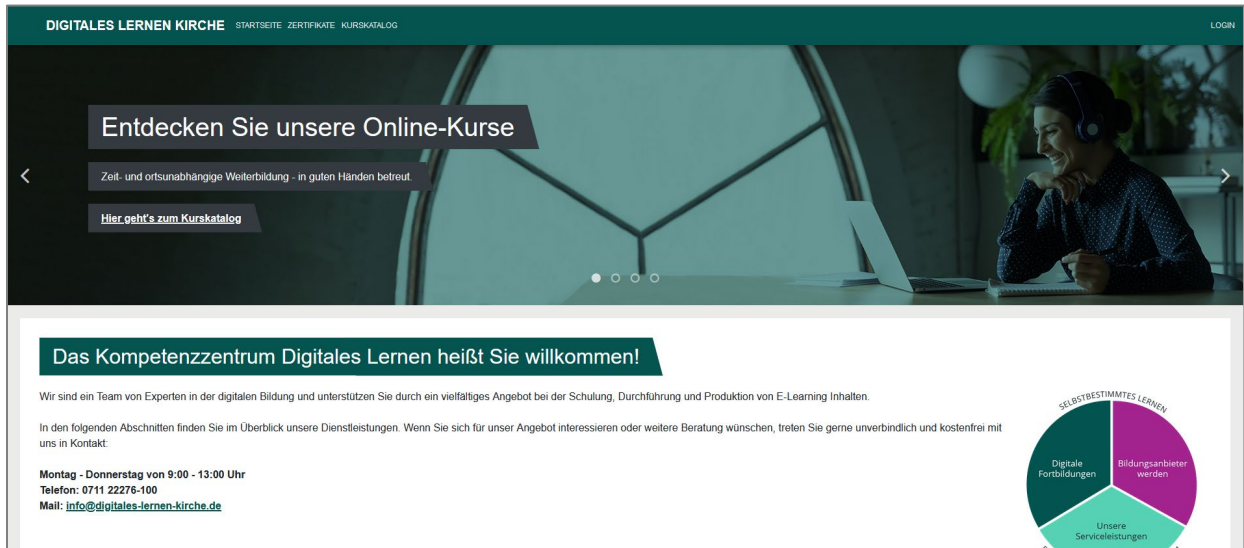 DIGITALES LERNEN KIRCHE STARTSEITE ZERTIFIKATE KURSKATALOG LOGIN
Entdecken Sie unsere Online-Kurse
Zeit- und ortsunabhängige Weiterbildung - in guten Händen betreut.
Hier geht's zum Kurskatalog
Das Kompetenzzentrum Digitales Lernen heißt Sie willkommen!
Wir sind ein Team von Experten in der digitalen Bildung und unterstützen Sie durch ein vielfältiges Angebot bei der Schulung, Durchführung und Produktion von E-Learning Inhalten.
In den folgenden Abschnitten finden Sie im Überblick unsere Dienstleistungen. Wenn Sie sich für unser Angebot interessieren oder weitere Beratung wünschen, treten Sie gerne unverbindlich und kostenfrei mit
uns in Kontakt:
Montag - Donnerstag von 9:00 - 13:00 Uhr
Telefon: 0711 22276-100
Mail: info@digitales-lernen-kirche.de
SELBSTBESTIMMTES LERNEN
Digitale
Fortbildungen
Bildungsanbieter
werden
Unsere
Serviceleistungen